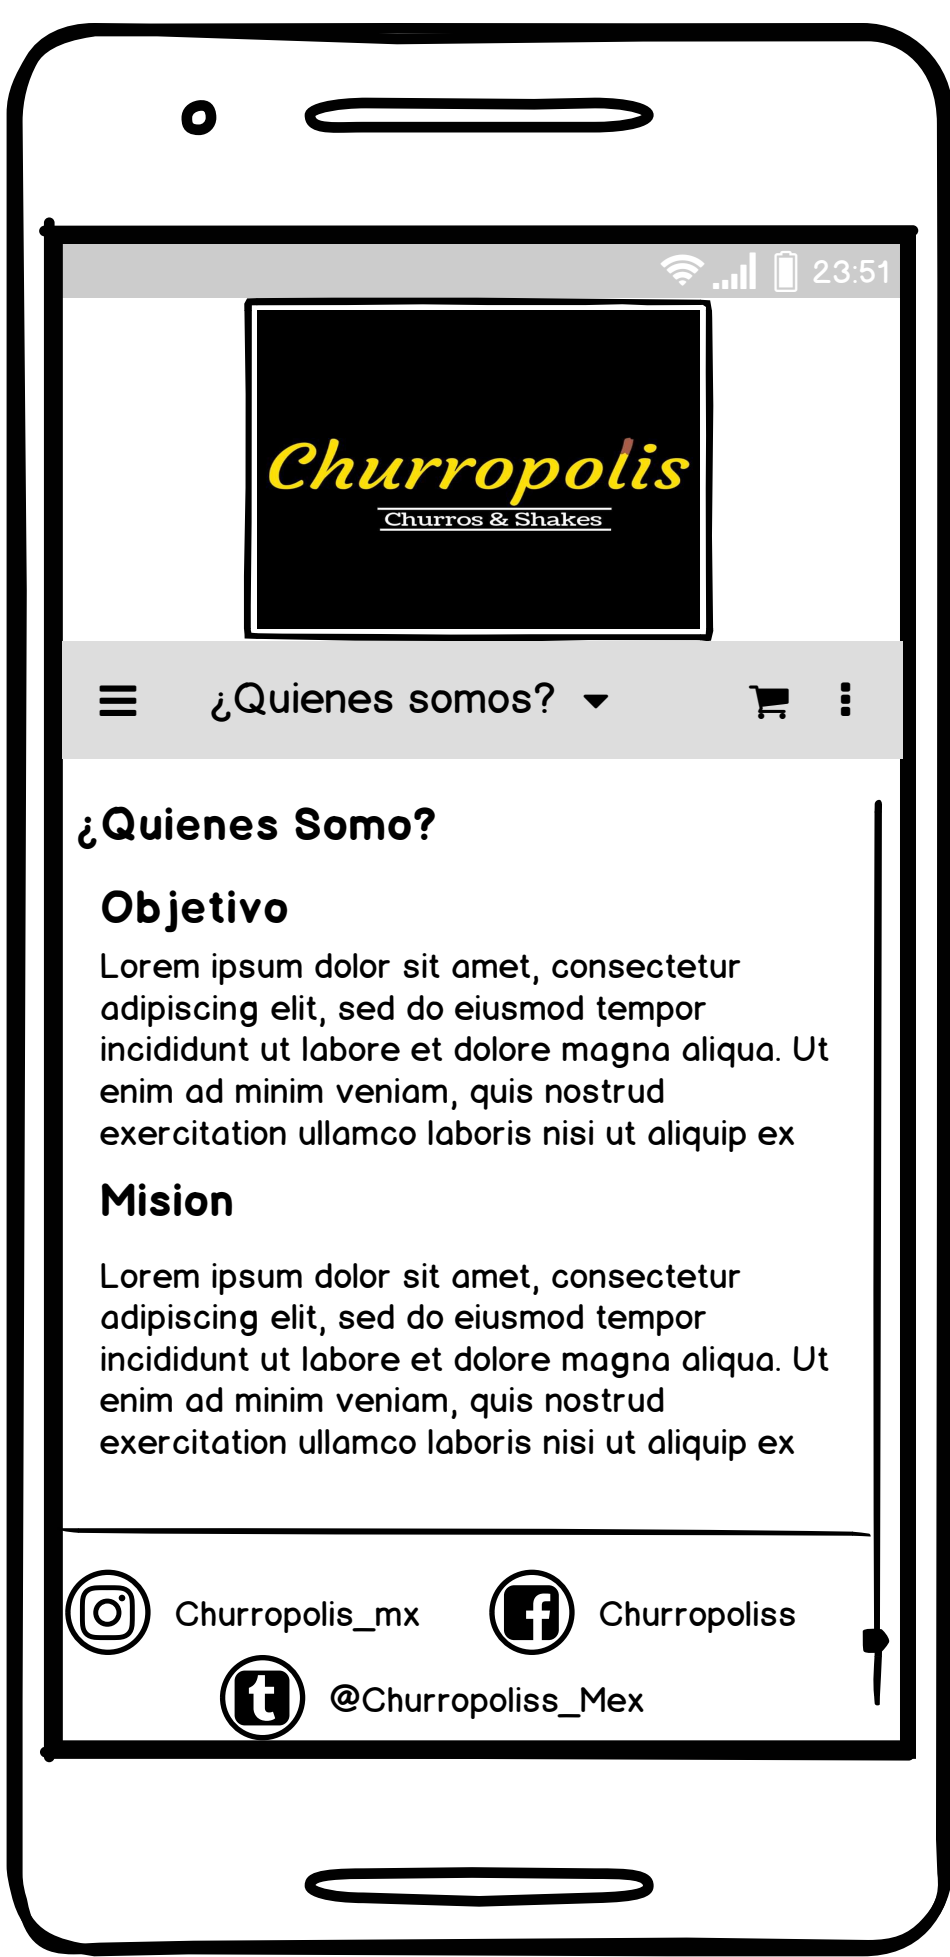 23:51
Churropolis
Churros & Shakes
¿Quienes somos?
¿Quienes Somo?
Objetivo
Lorem ipsum dolor sit amet, consectetur
adipiscing elit, sed do eiusmod tempor
incididunt ut labore et dolore magna aliqua. Ut
enim ad minim veniam, quis nostrud
exercitation ullamco laboris nisi ut aliquip ex
Mision
Lorem ipsum dolor sit amet, consectetur
adipiscing elit, sed do eiusmod tempor
incididunt ut labore et dolore magna aliqua. Ut
enim ad minim veniam, quis nostrud
exercitation ullamco laboris nisi ut aliquip ex
Churropolis_mx Churropoliss
@Churropoliss_Mex